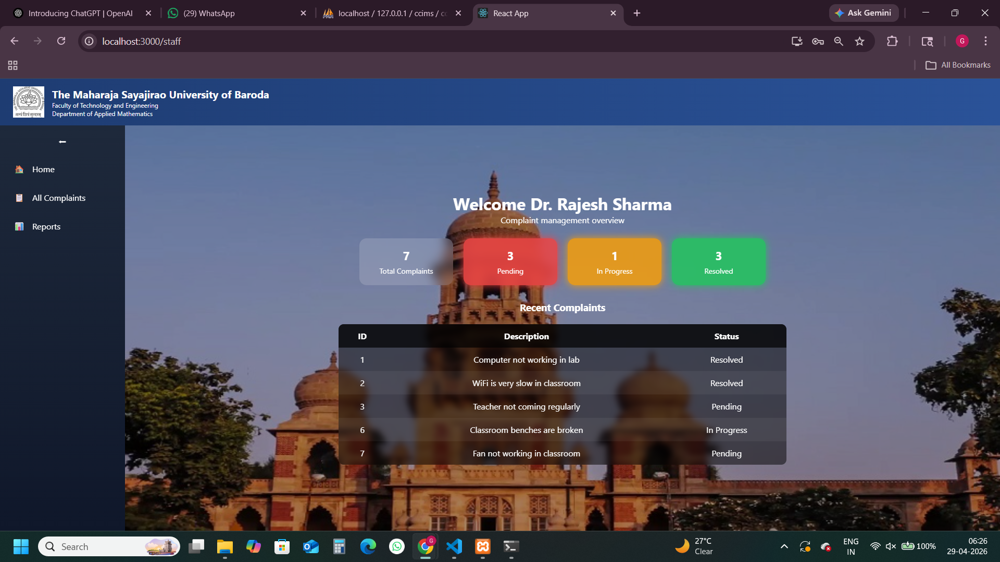 Introducing ChatGPT | OpenAI
(29) WhatsApp
localhost / 127.0.0.1 / ccims / cc
React App
Ask Gemini
localhost:3000/staff
G
All Bookmarks
The Maharaja Sayajirao University of Baroda
Faculty of Technology and Engineering
Department of Applied Mathematics
Home
All Complaints
Reports
Welcome Dr. Rajesh Sharma
Complaint management overview
7
Total Complaints
3
Pending
1
In Progress
3
Resolved
Recent Complaints
ID Description Status
1 Computer not working in lab Resolved
2 WiFi is very slow in classroom Resolved
3 Teacher not coming regularly Pending
6 Classroom benches are broken In Progress
7 Fan not working in classroom Pending
Search
G
27°C
Clear
ENG
IN
100%
06:26
29-04-2026